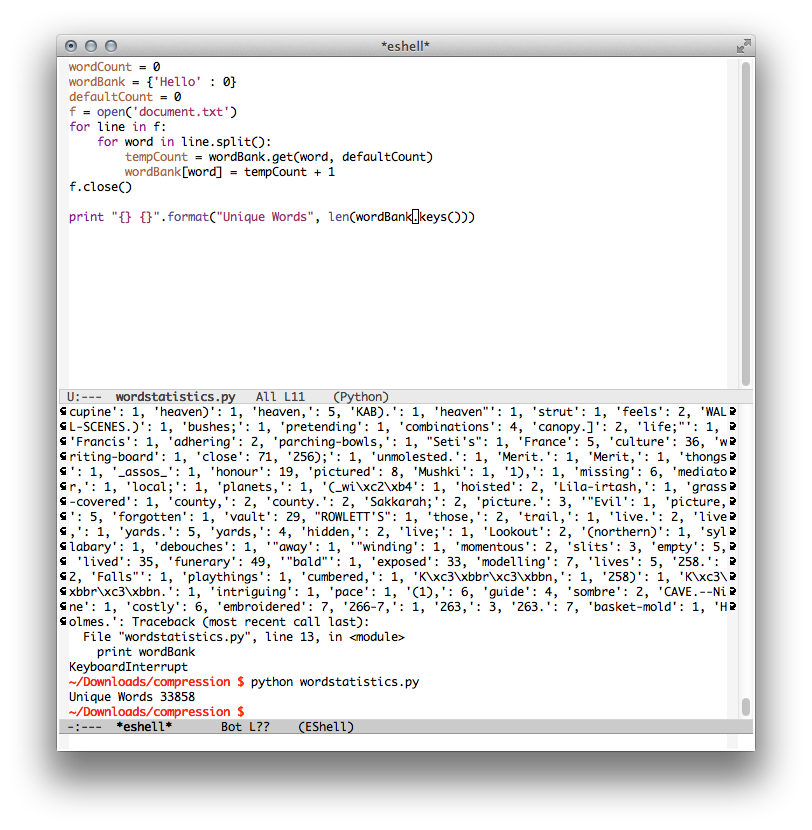 *eshell*
wordCount = 0
wordBank = {'Hello' : 0}
defaultCount = 0
f = open('document.txt')
for line in f:
    for word in line.split():
        tempCount = wordBank.get(word, defaultCount)
        wordBank[word] = tempCount + 1
f.close()

print "{} {}".format("Unique Words", len(wordBank.keys()))
U:---  wordstatistics.py   All L11    (Python)
cupine': 1, 'heaven)': 1, 'heaven,': 5, 'KAB).': 1, 'heaven"': 1, 'strut': 1, 'feels': 2, 'WAL
L-SCENES.)': 1, 'bushes;': 1, 'pretending': 1, 'combinations': 4, 'canopy.]': 2, 'life;"': 1,
'Francis': 1, 'adhering': 2, 'parching-bowls,': 1, "Seti's": 1, 'France': 5, 'culture': 36, 'w
riting-board': 1, 'close': 71, '256);': 1, 'unmolested.': 1, 'Merit.': 1, 'Merit,': 1, 'thongs
': 1, '_assos_': 1, 'honour': 19, 'pictured': 8, 'Mushki': 1, '1),': 1, 'missing': 6, 'mediato
r,': 1, 'local;': 1, 'planets,': 1, '(_wi\xc2\xb4': 1, 'hoisted': 2, 'Lila-irtash,': 1, 'grass
-covered': 1, 'county,': 2, 'county.': 2, 'Sakkarah;': 2, 'picture.': 3, '"Evil': 1, 'picture,
': 5, 'forgotten': 1, 'vault': 29, "ROWLETT'S": 1, 'those,': 2, 'trail,': 1, 'live.': 2, 'live
,': 1, 'yards.': 5, 'yards,': 4, 'hidden,': 2, 'live;': 1, 'Lookout': 2, '(northern)': 1, 'syl
labary': 1, 'debouches': 1, '"away': 1, '"winding': 1, 'momentous': 2, 'slits': 3, 'empty': 5,
 'lived': 35, 'funerary': 49, '"bald"': 1, 'exposed': 33, 'modelling': 7, 'lives': 5, '258.':
2, 'Falls"': 1, 'playthings': 1, 'cumbered,': 1, 'K\xc3\xbbr\xc3\xbbn,': 1, '258)': 1, 'K\xc3\
xbbr\xc3\xbbn.': 1, 'intriguing': 1, 'pace': 1, '(1),': 6, 'guide': 4, 'sombre': 2, 'CAVE.--Ni
ne': 1, 'costly': 6, 'embroidered': 7, '266-7,': 1, '263,': 3, '263.': 7, 'basket-mold': 1, 'H
olmes.': Traceback (most recent call last):
  File "wordstatistics.py", line 13, in <module>
    print wordBank
KeyboardInterrupt
~/Downloads/compression $ python wordstatistics.py
Unique Words 33858
~/Downloads/compression $
-:---  *eshell*       Bot L??    (EShell)